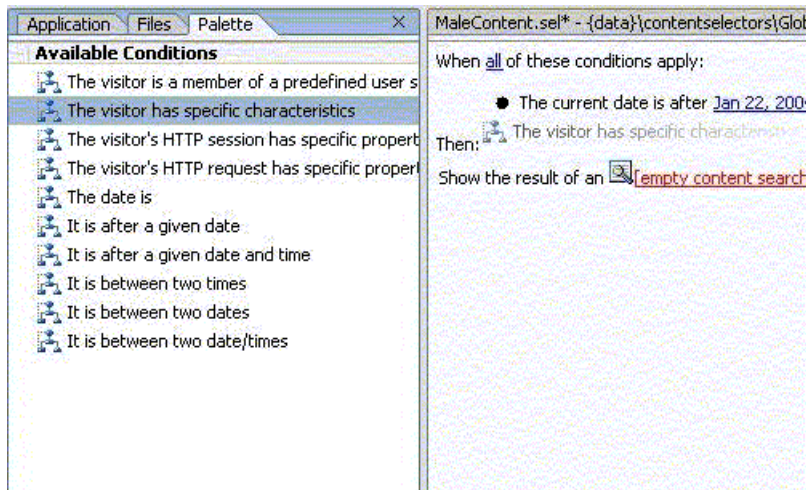 Application Files Palette
Available Conditions
The visitor is a member of a predefined user s
The visitor has specific characteristics
The visitor's HTTP session has specific propert
The visitor's HTTP request has specific propert
The date is
It is after a given date
It is after a given date and time
It is between two times
It is between two dates
It is between two date/times
MaleContent.sel* - {data}\contentselectors\Glob
When all of these conditions apply:
The current date is after Jan 22, 200
The visitor has specific characteristics
Then:
Show the result of an [empty content search